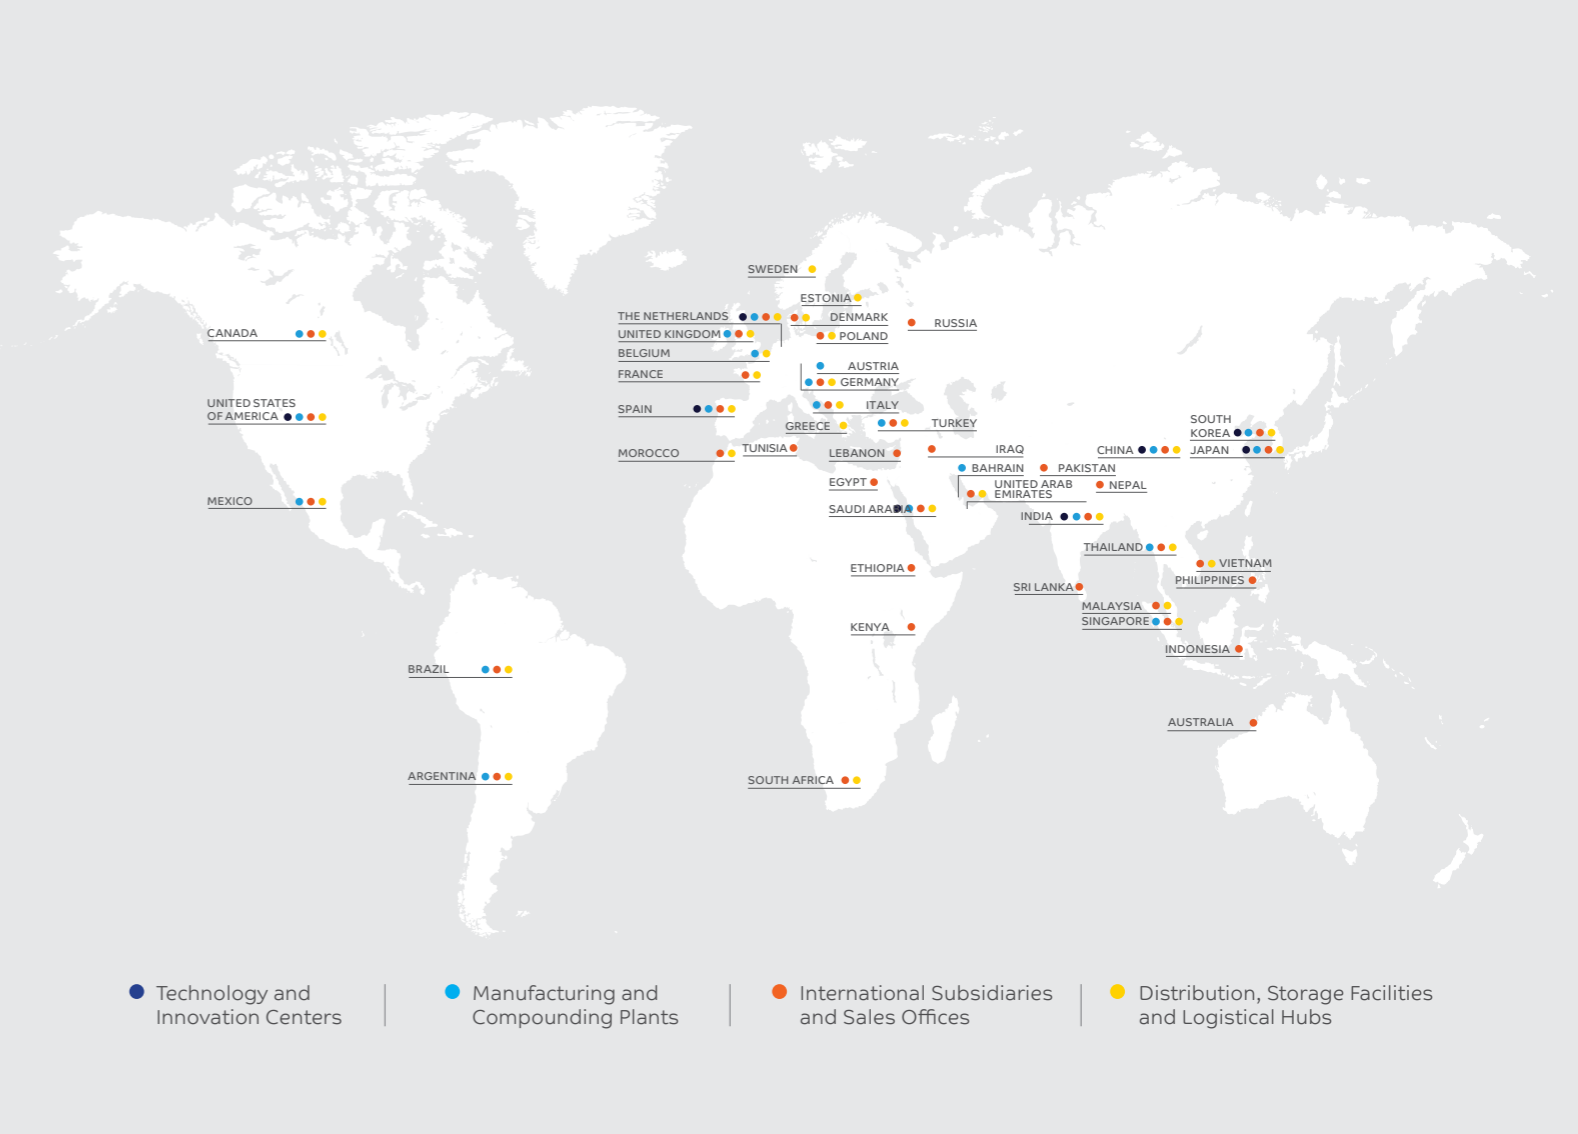 SWEDEN
ESTONIA
THE NETHERLANDS
DENMARK
RUSSIA
CANADA
UNITED KINGDOM
POLAND
BELGIUM
AUSTRIA
FRANCE
GERMANY
UNITED STATES
OF AMERICA
SPAIN
ITALY
GREECE
TURKEY
SOUTH
KOREA
MOROCCO
TUNISIA
LEBANON
IRAQ
CHINA
JAPAN
BAHRAIN
PAKISTAN
EGYPT
UNITED ARAB
EMIRATES
NEPAL
MEXICO
SAUDI ARABIA
INDIA
THAILAND
ETHIOPIA
VIETNAM
PHILIPPINES
SRI LANKA
MALAYSIA
SINGAPORE
KENYA
INDONESIA
BRAZIL
AUSTRALIA
ARGENTINA
SOUTH AFRICA
Technology and
Innovation Centers
Manufacturing and
Compounding Plants
International Subsidiaries
and Sales Offices
Distribution, Storage Facilities
and Logistical Hubs